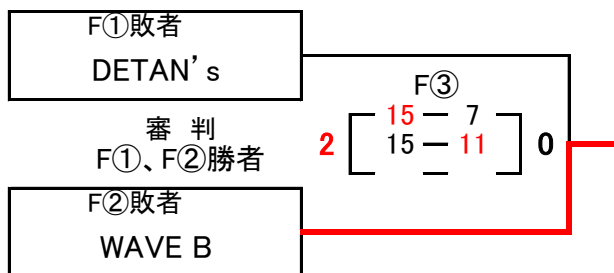 F①敗者
DETAN’s
F③
15 ― 7
審 判
2
15 ― 11
0
F①、F②勝者
―
F②敗者
WAVE B